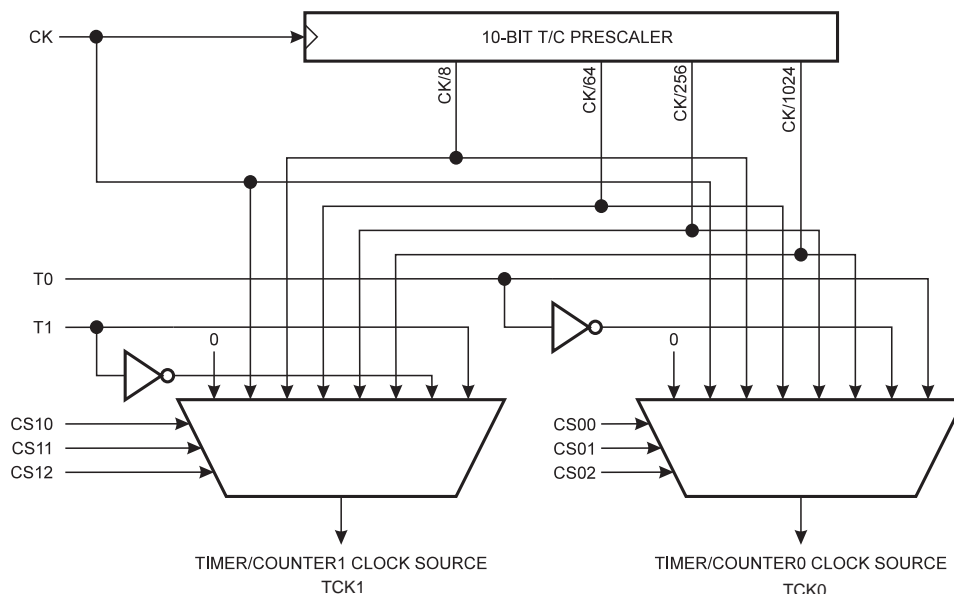 CK
10-BIT T/C PRESCALER
CK/8
CK/64
CK/256
CK/1024
T0
T1
0
0
CS10
CS11
CS12
CS00
CS01
CS02
TIMER/COUNTER1 CLOCK SOURCE
TCK1
TIMER/COUNTER0 CLOCK SOURCE
TCK0